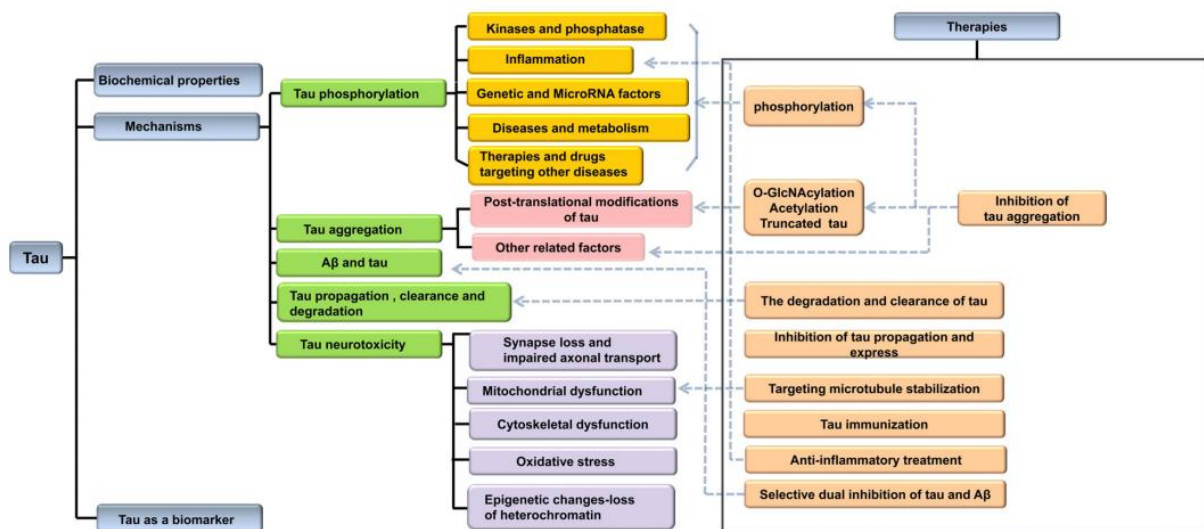 Tau
Biochemical properties
Mechanisms
Tau as a biomarker
Tau phosphorylation
Tau aggregation
Aβ and tau
Tau propagation , clearance and
degradation
Tau neurotoxicity
Kinases and phosphatase
Inflammation
Genetic and MicroRNA factors
Diseases and metabolism
Therapies and drugs
targeting other diseases
Post-translational modifications
of tau
Other related factors
Synapse loss and
impaired axonal transport
Mitochondrial dysfunction
Cytoskeletal dysfunction
Oxidative stress
Epigenetic changes-loss
of heterochromatin
Therapies
phosphorylation
O-GlcNAcylation
Acetylation
Truncated tau
Inhibition of
tau aggregation
The degradation and clearance of tau
Inhibition of tau propagation and
express
Targeting microtubule stabilization
Tau immunization
Anti-inflammatory treatment
Selective dual inhibition of tau and Aβ